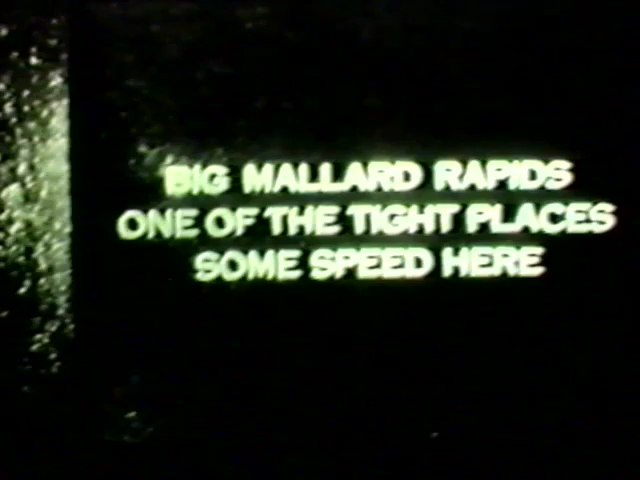 BIG MALLARD RAPIDS
ONE OF THE TIGHT PLACES
SOME SPEED HERE